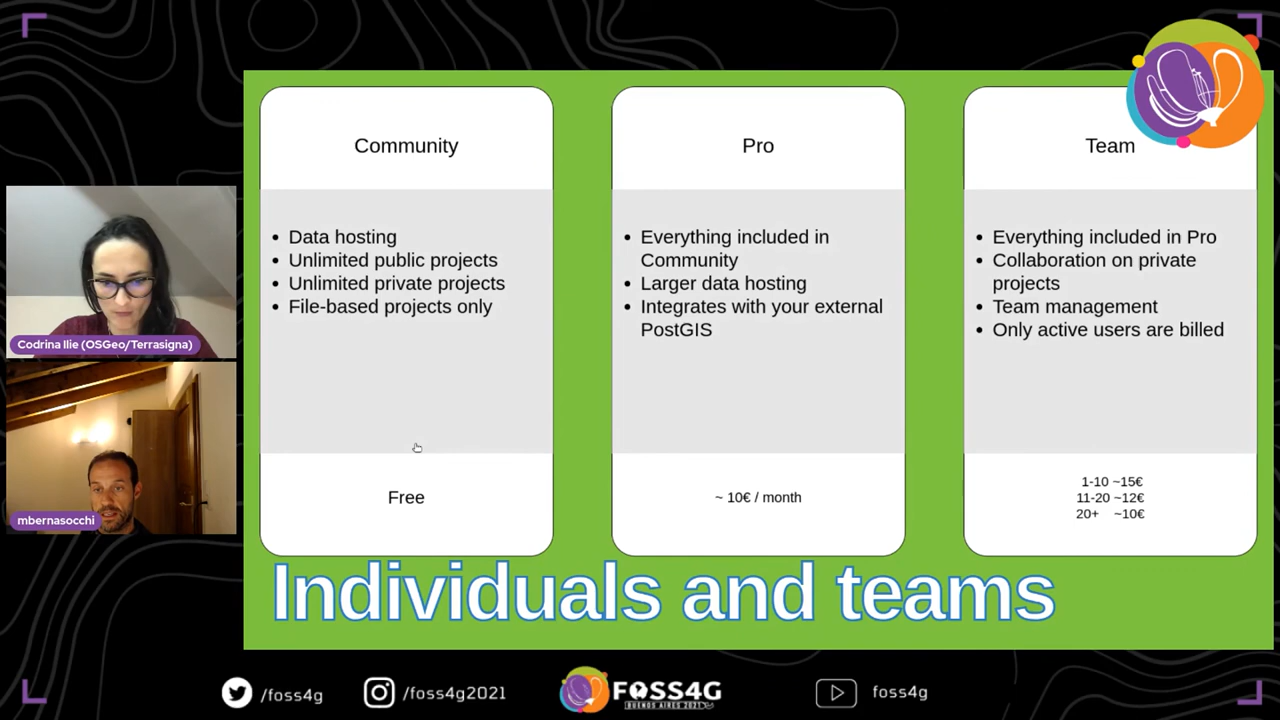 Community
Data hosting
Unlimited public projects
Unlimited private projects
File-based projects only
Free
Pro
Everything included in
Community
Larger data hosting
Integrates with your external
PostGIS
~ 10€ / month
Team
Everything included in Pro
Collaboration on private
projects
Team management
Only active users are billed
1-10 ~15€
11-20 ~12€
20+ ~10€
Individuals and teams
Codrina Ilie (OSGeo/Terrasigna)
mbernasocchi
/foss4g
/foss4g2021
FOSS4G
BUENOS AIRES 2021
foss4g